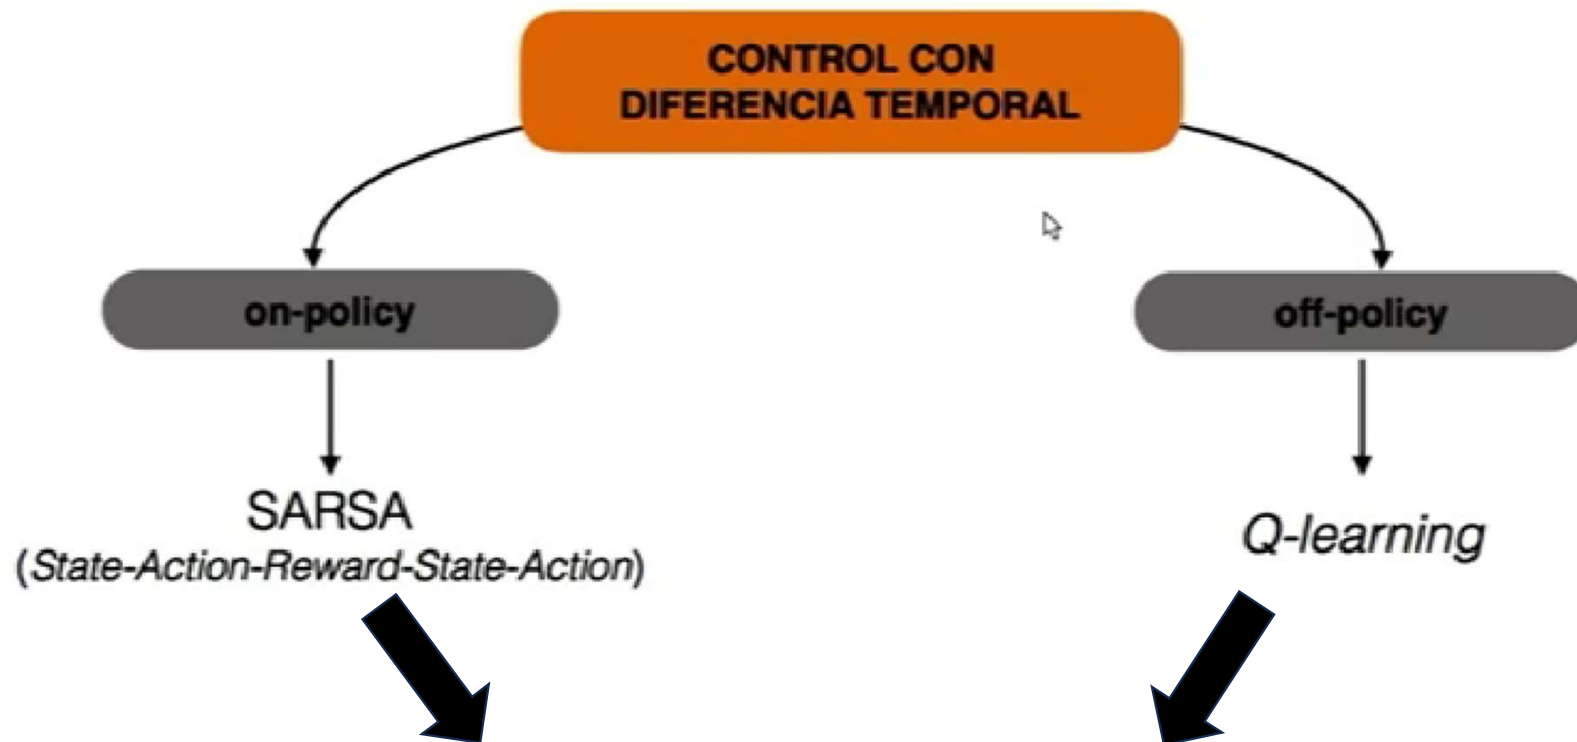 CONTROL CON
DIFERENCIA TEMPORAL
on-policy
off-policy
SARSA
(State-Action-Reward-State-Action)
Q-learning